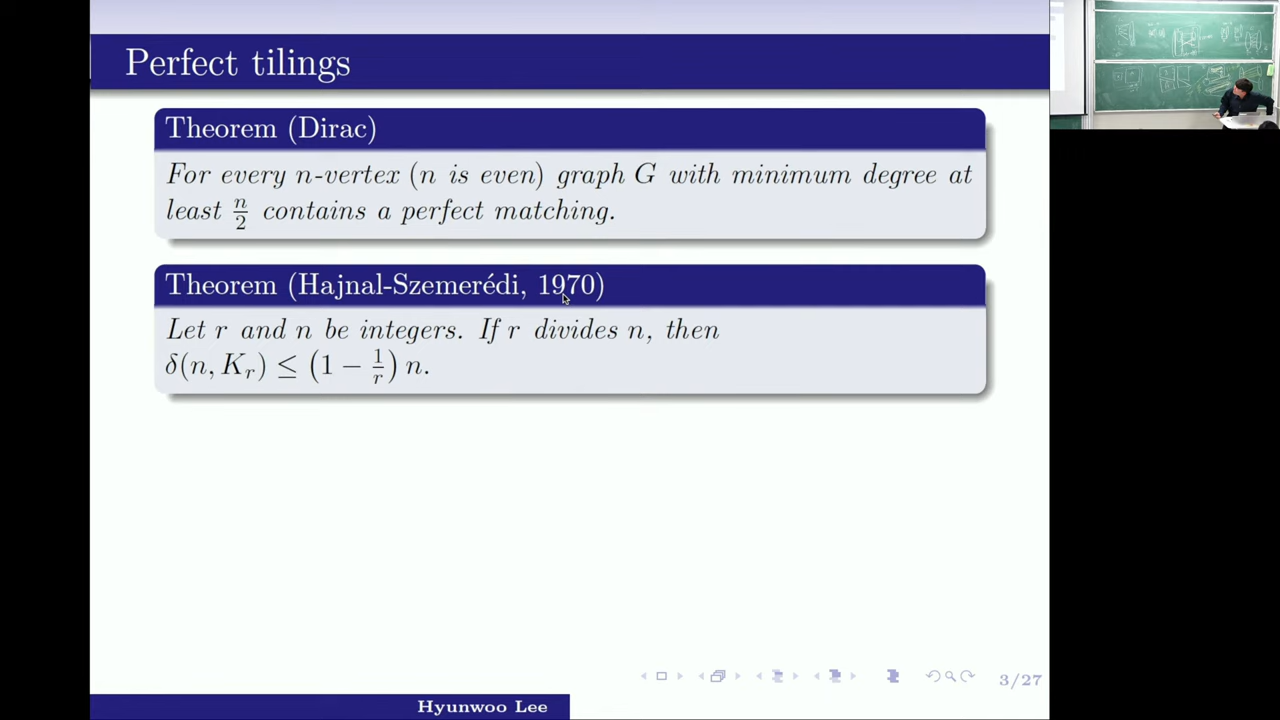 Perfect tilings
Theorem (Dirac)
For every n-vertex (n is even) graph G with minimum degree at
least n/2 contains a perfect matching.
Theorem (Hajnal-Szemerédi, 1970)
Let r and n be integers. If r divides n, then
δ(n, K_r) ≤ (1 − 1/r) n.
3/27
Hyunwoo Lee